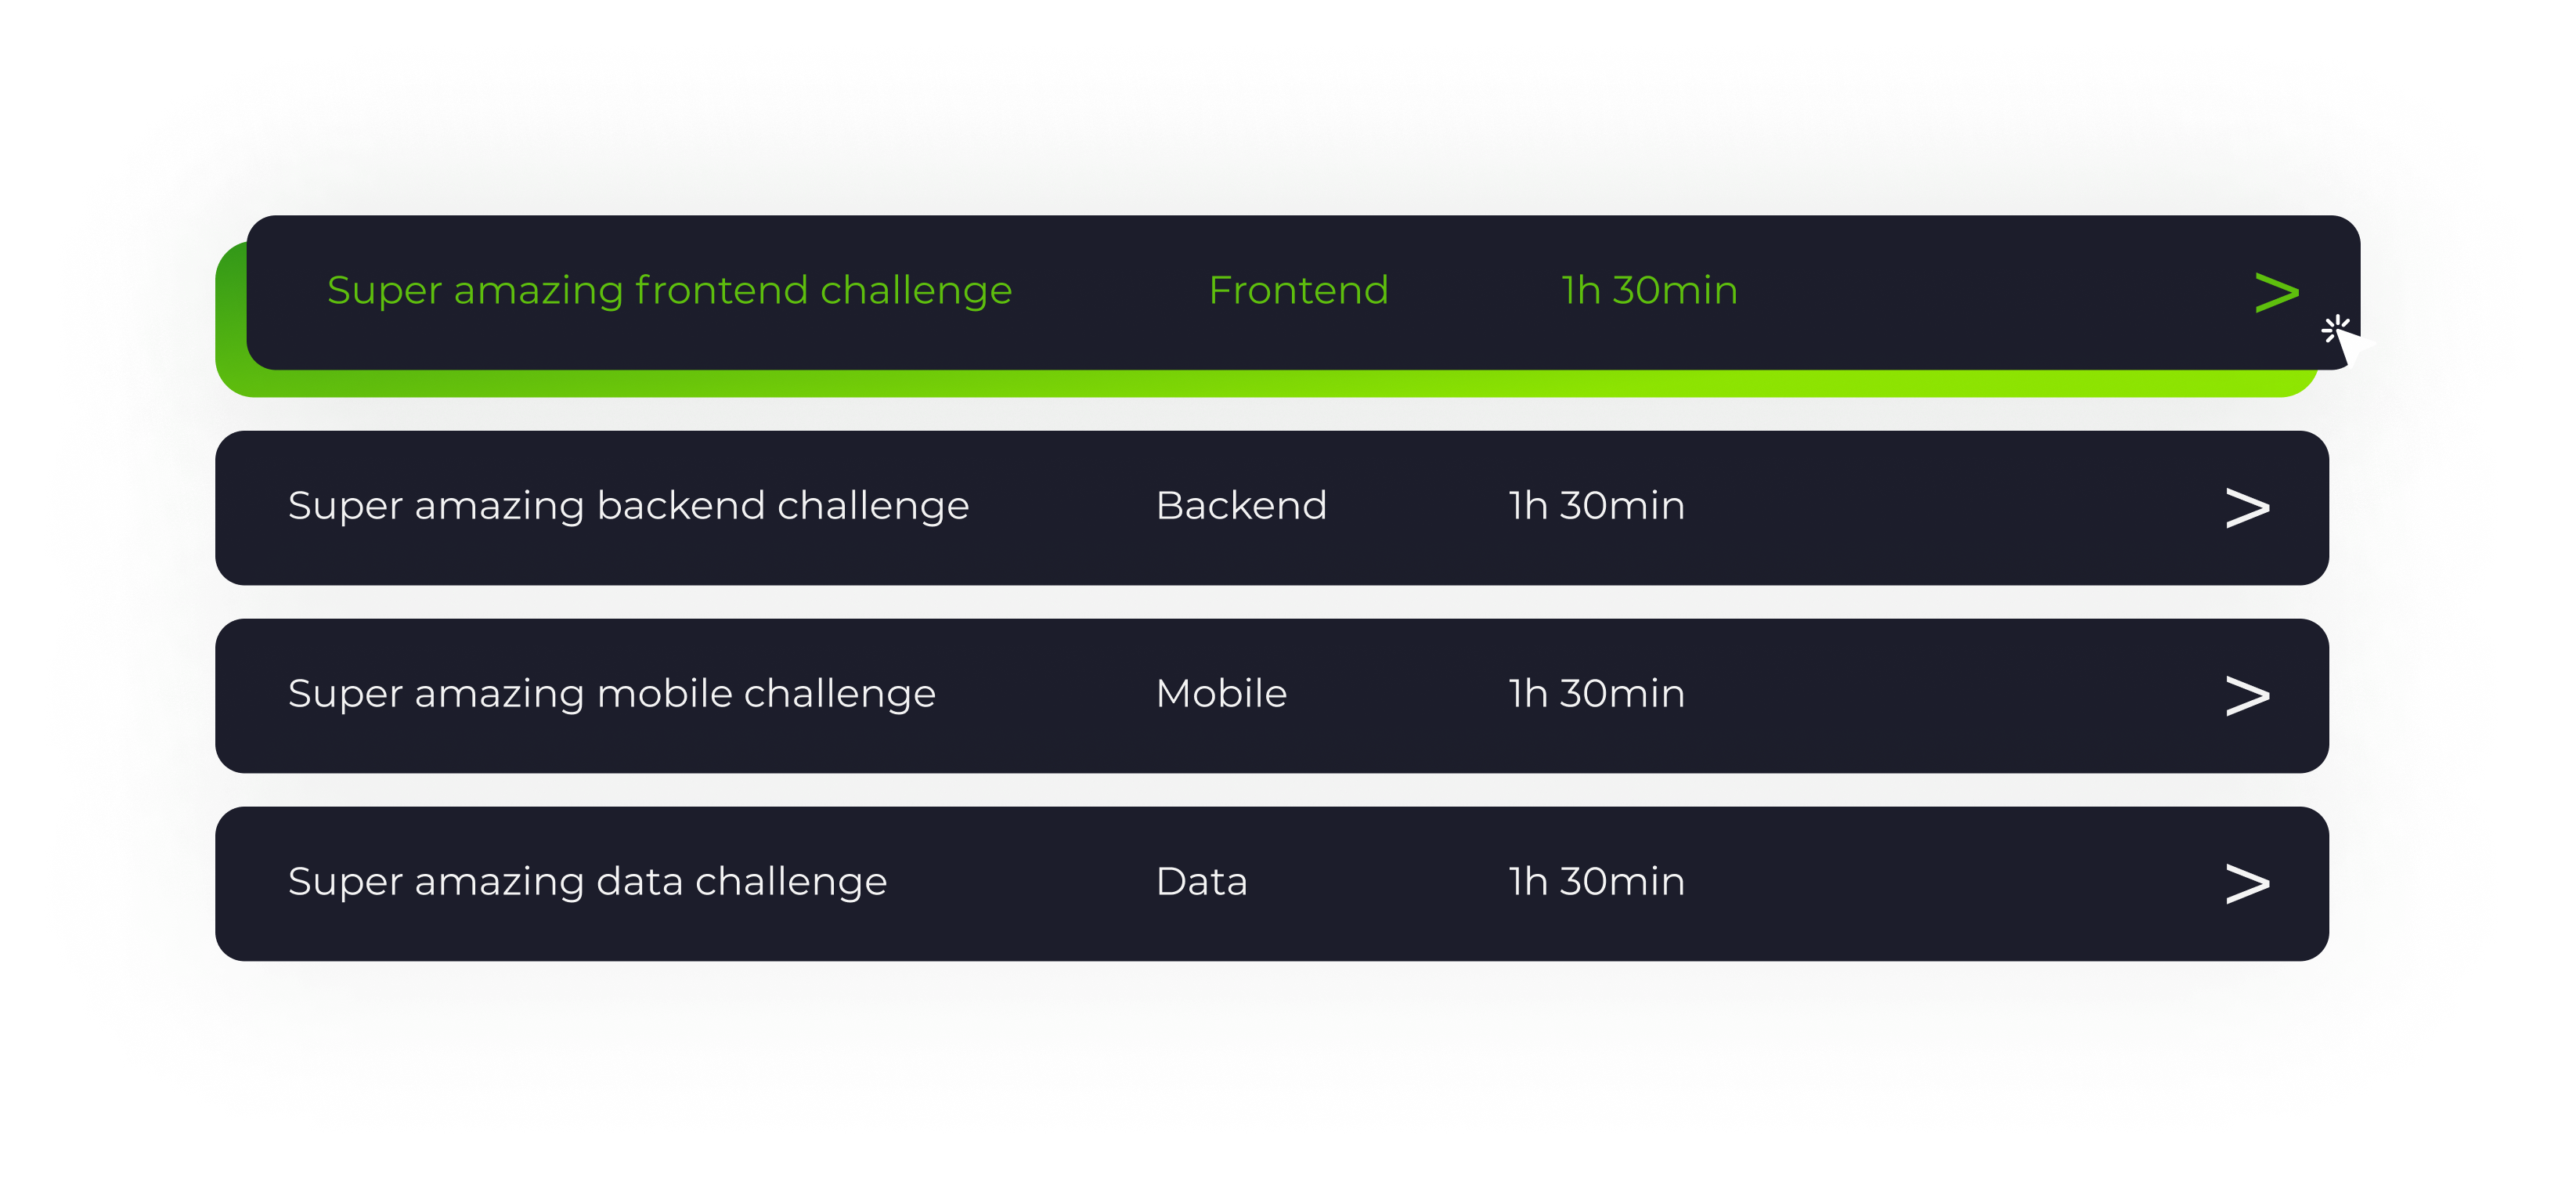 Super amazing frontend challenge Frontend 1h 30min >
Super amazing backend challenge Backend 1h 30min >
Super amazing mobile challenge Mobile 1h 30min >
Super amazing data challenge Data 1h 30min >